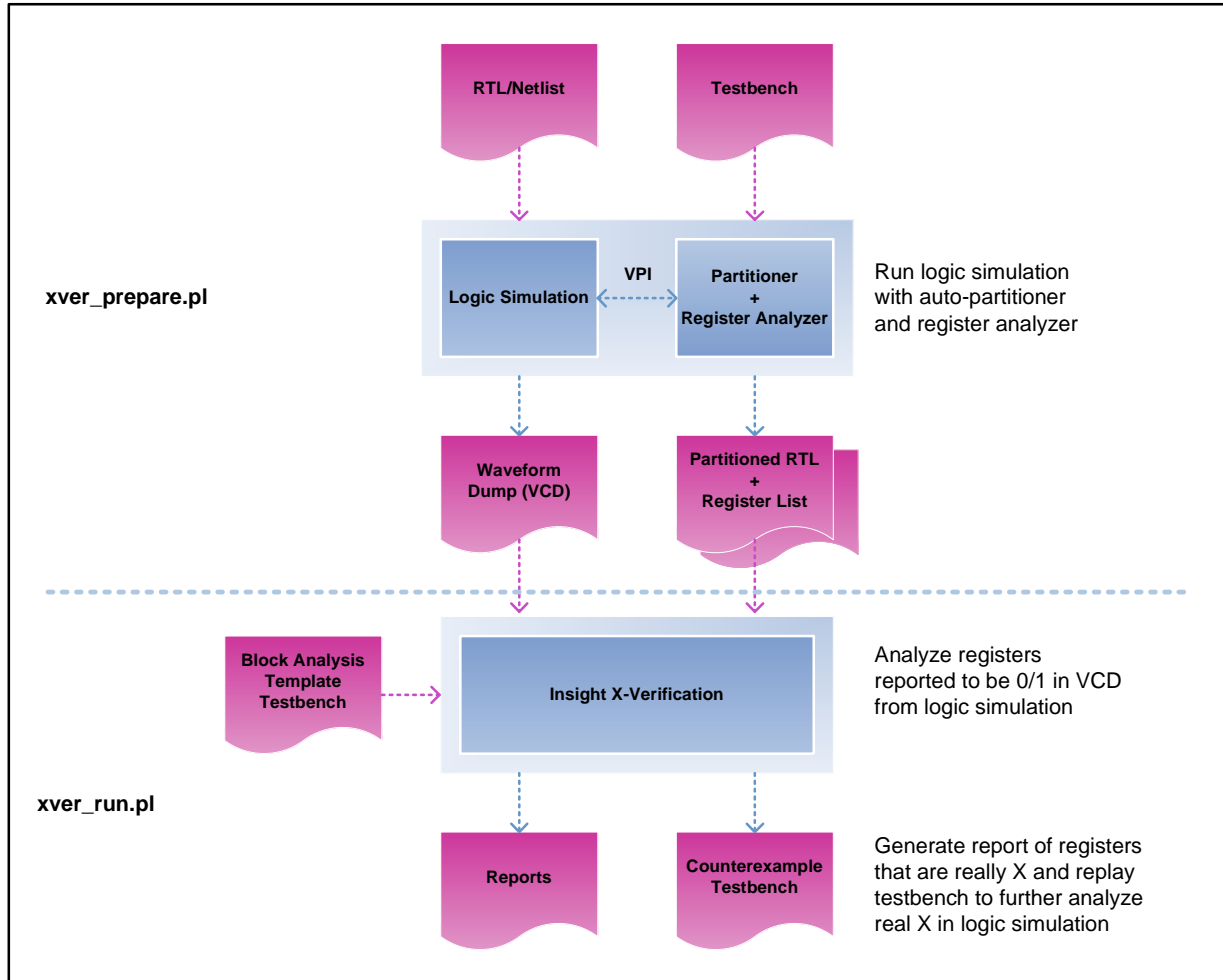 RTL/Netlist
Testbench
xver_prepare.pl
Logic Simulation
VPI
Partitioner
+
Register Analyzer
Run logic simulation
with auto-partitioner
and register analyzer
Waveform
Dump (VCD)
Partitioned RTL
+
Register List
Block Analysis
Template
Testbench
Insight X-Verification
Analyze registers
reported to be 0/1 in VCD
from logic simulation
xver_run.pl
Reports
Counterexample
Testbench
Generate report of registers
that are really X and replay
testbench to further analyze
real X in logic simulation